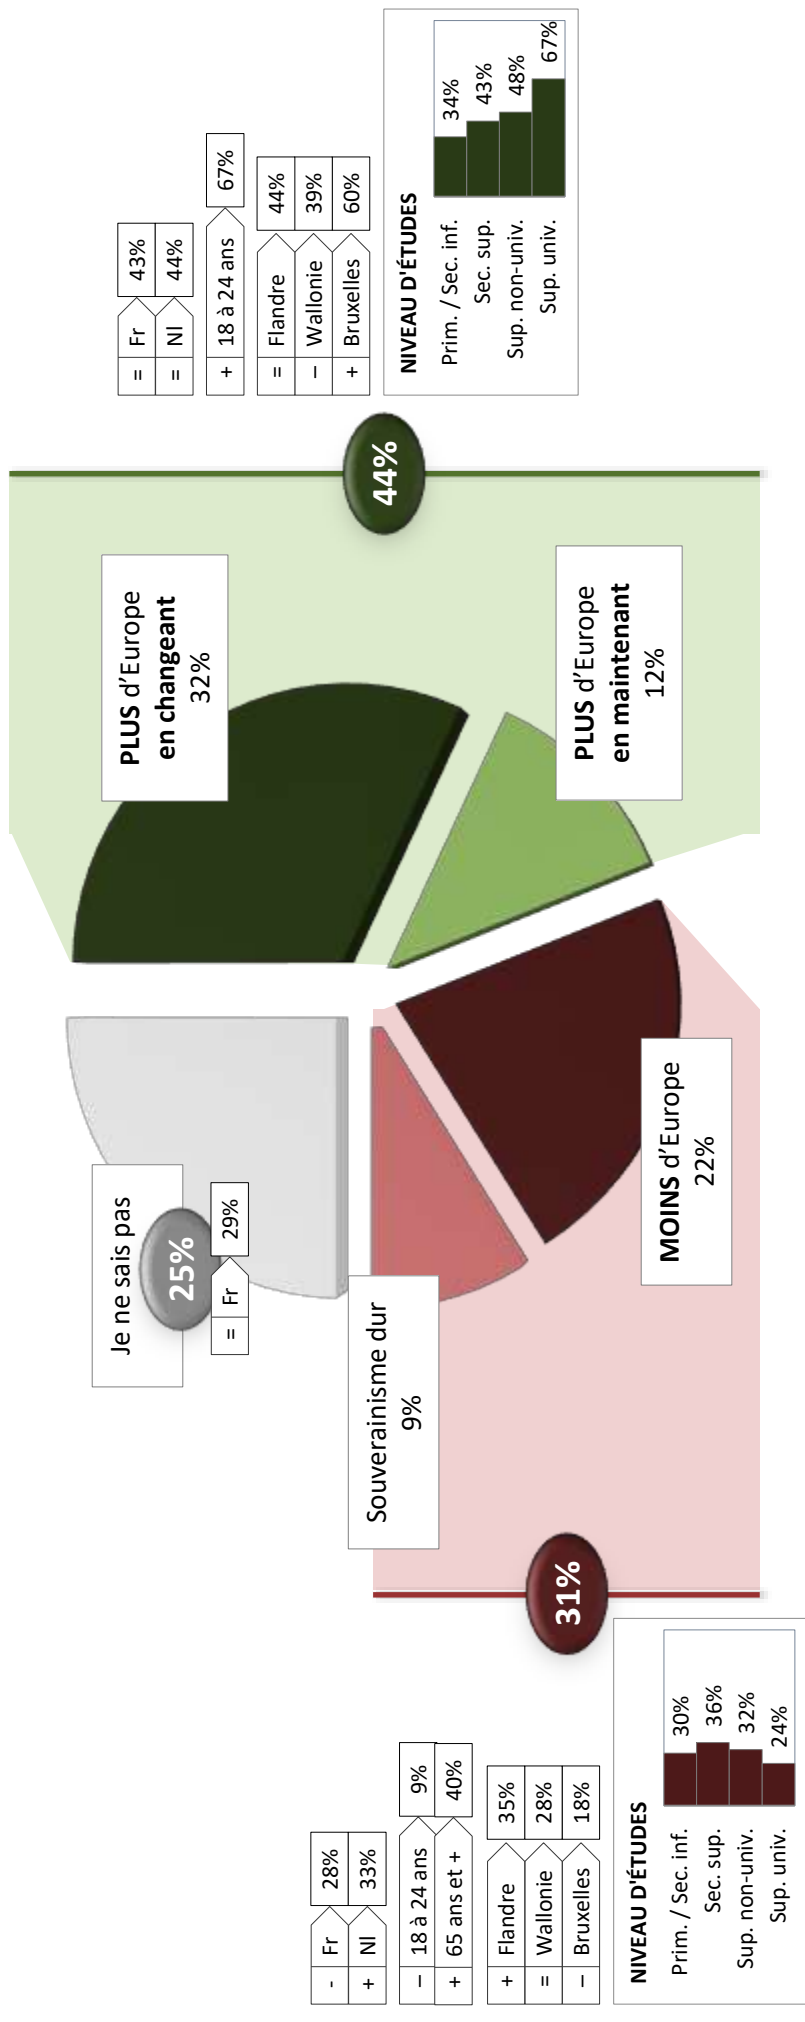 Je ne sais pas
25%
= Fr 29%
PLUS d'Europe
en changeant
32%
= Fr 43%
= Nl 44%
+ 18 à 24 ans 67%
= Flandre 44%
– Wallonie 39%
+ Bruxelles 60%
44%
NIVEAU D'ÉTUDES
Prim. / Sec. inf. 34%
Sec. sup. 43%
Sup. non-univ. 48%
Sup. univ. 67%
PLUS d'Europe
en maintenant
12%
Souverainisme dur
9%
MOINS d'Europe
22%
- Fr 28%
+ Nl 33%
– 18 à 24 ans 9%
+ 65 ans et + 40%
+ Flandre 35%
= Wallonie 28%
– Bruxelles 18%
31%
NIVEAU D'ÉTUDES
Prim. / Sec. inf. 30%
Sec. sup. 36%
Sup. non-univ. 32%
Sup. univ. 24%